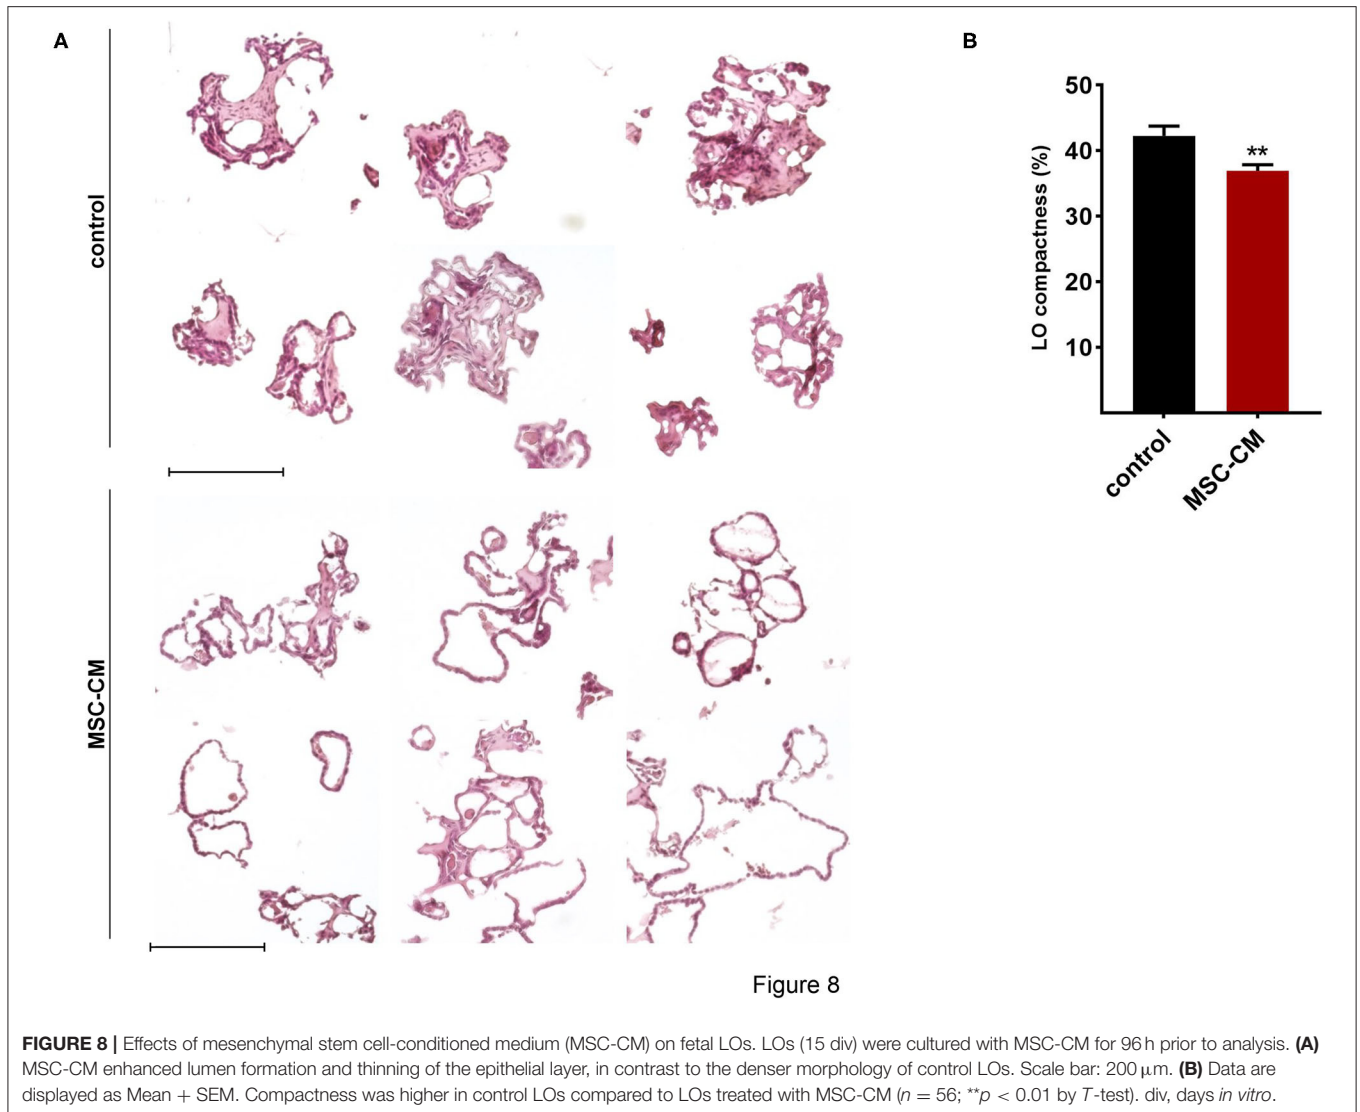 A
control
MSC-CM
B
LO compactness (%)
50
40
30
20
10
**
control
MSC-CM
Figure 8
FIGURE 8 | Effects of mesenchymal stem cell-conditioned medium (MSC-CM) on fetal LOs. LOs (15 div) were cultured with MSC-CM for 96 h prior to analysis. (A)
MSC-CM enhanced lumen formation and thinning of the epithelial layer, in contrast to the denser morphology of control LOs. Scale bar: 200 μm. (B) Data are
displayed as Mean + SEM. Compactness was higher in control LOs compared to LOs treated with MSC-CM (n = 56; **p < 0.01 by T-test). div, days in vitro.